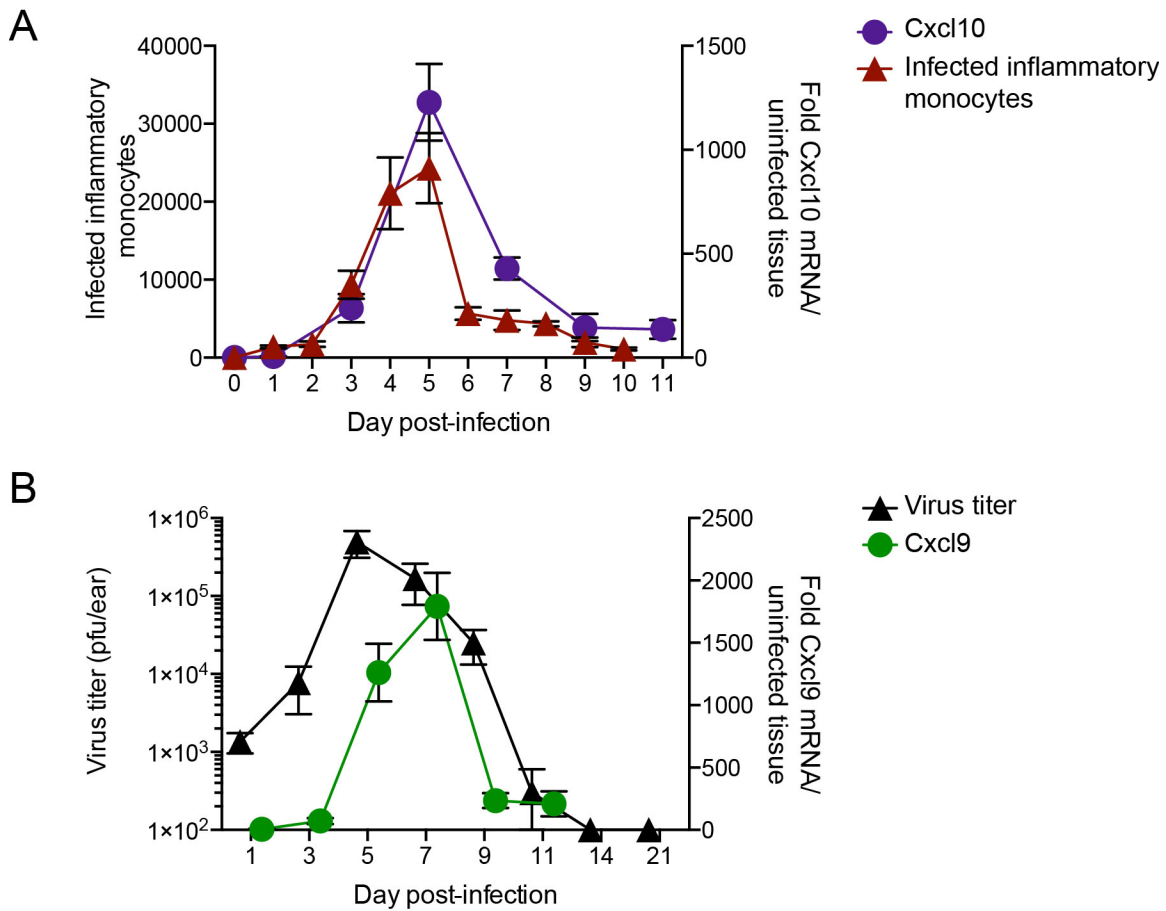 A
Cxcl10
Infected inflammatory
monocytes
Infected inflammatory
monocytes
40000
30000
20000
10000
0
1500
1000
500
0
Fold Cxcl10 mRNA/
uninfected tissue
0 1 2 3 4 5 6 7 8 9 10 11
Day post-infection
B
Virus titer
Cxcl9
Virus titer (pfu/ear)
1×10⁶
1×10⁵
1×10⁴
1×10³
1×10²
2500
2000
1500
1000
500
0
Fold Cxcl9 mRNA/
uninfected tissue
1 3 5 7 9 11 14 21
Day post-infection